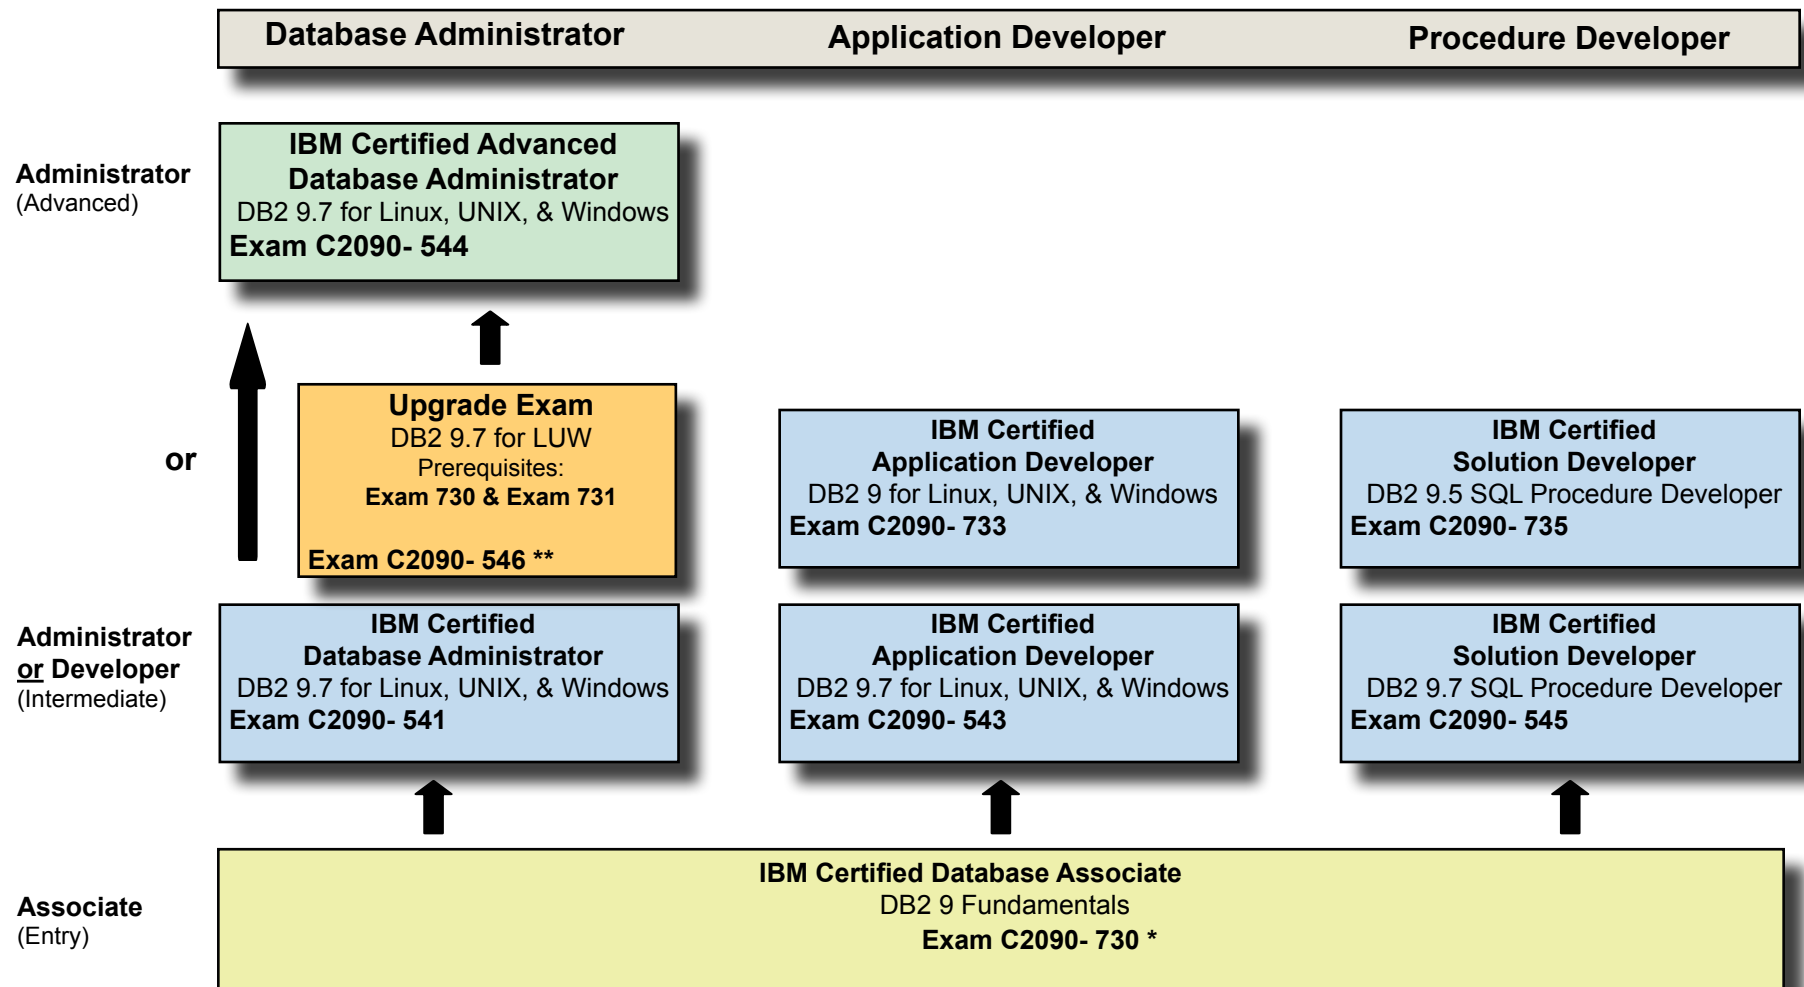 Database Administrator
Application Developer
Procedure Developer
Administrator
(Advanced)
IBM Certified Advanced
Database Administrator
DB2 9.7 for Linux, UNIX, & Windows
Exam C2090- 544
or
Upgrade Exam
DB2 9.7 for LUW
Prerequisites:
Exam 730 & Exam 731
Exam C2090- 546 **
IBM Certified
Application Developer
DB2 9 for Linux, UNIX, & Windows
Exam C2090- 733
IBM Certified
Solution Developer
DB2 9.5 SQL Procedure Developer
Exam C2090- 735
Administrator
or Developer
(Intermediate)
IBM Certified
Database Administrator
DB2 9.7 for Linux, UNIX, & Windows
Exam C2090- 541
IBM Certified
Application Developer
DB2 9.7 for Linux, UNIX, & Windows
Exam C2090- 543
IBM Certified
Solution Developer
DB2 9.7 SQL Procedure Developer
Exam C2090- 545
Associate
(Entry)
IBM Certified Database Associate
DB2 9 Fundamentals
Exam C2090- 730 *